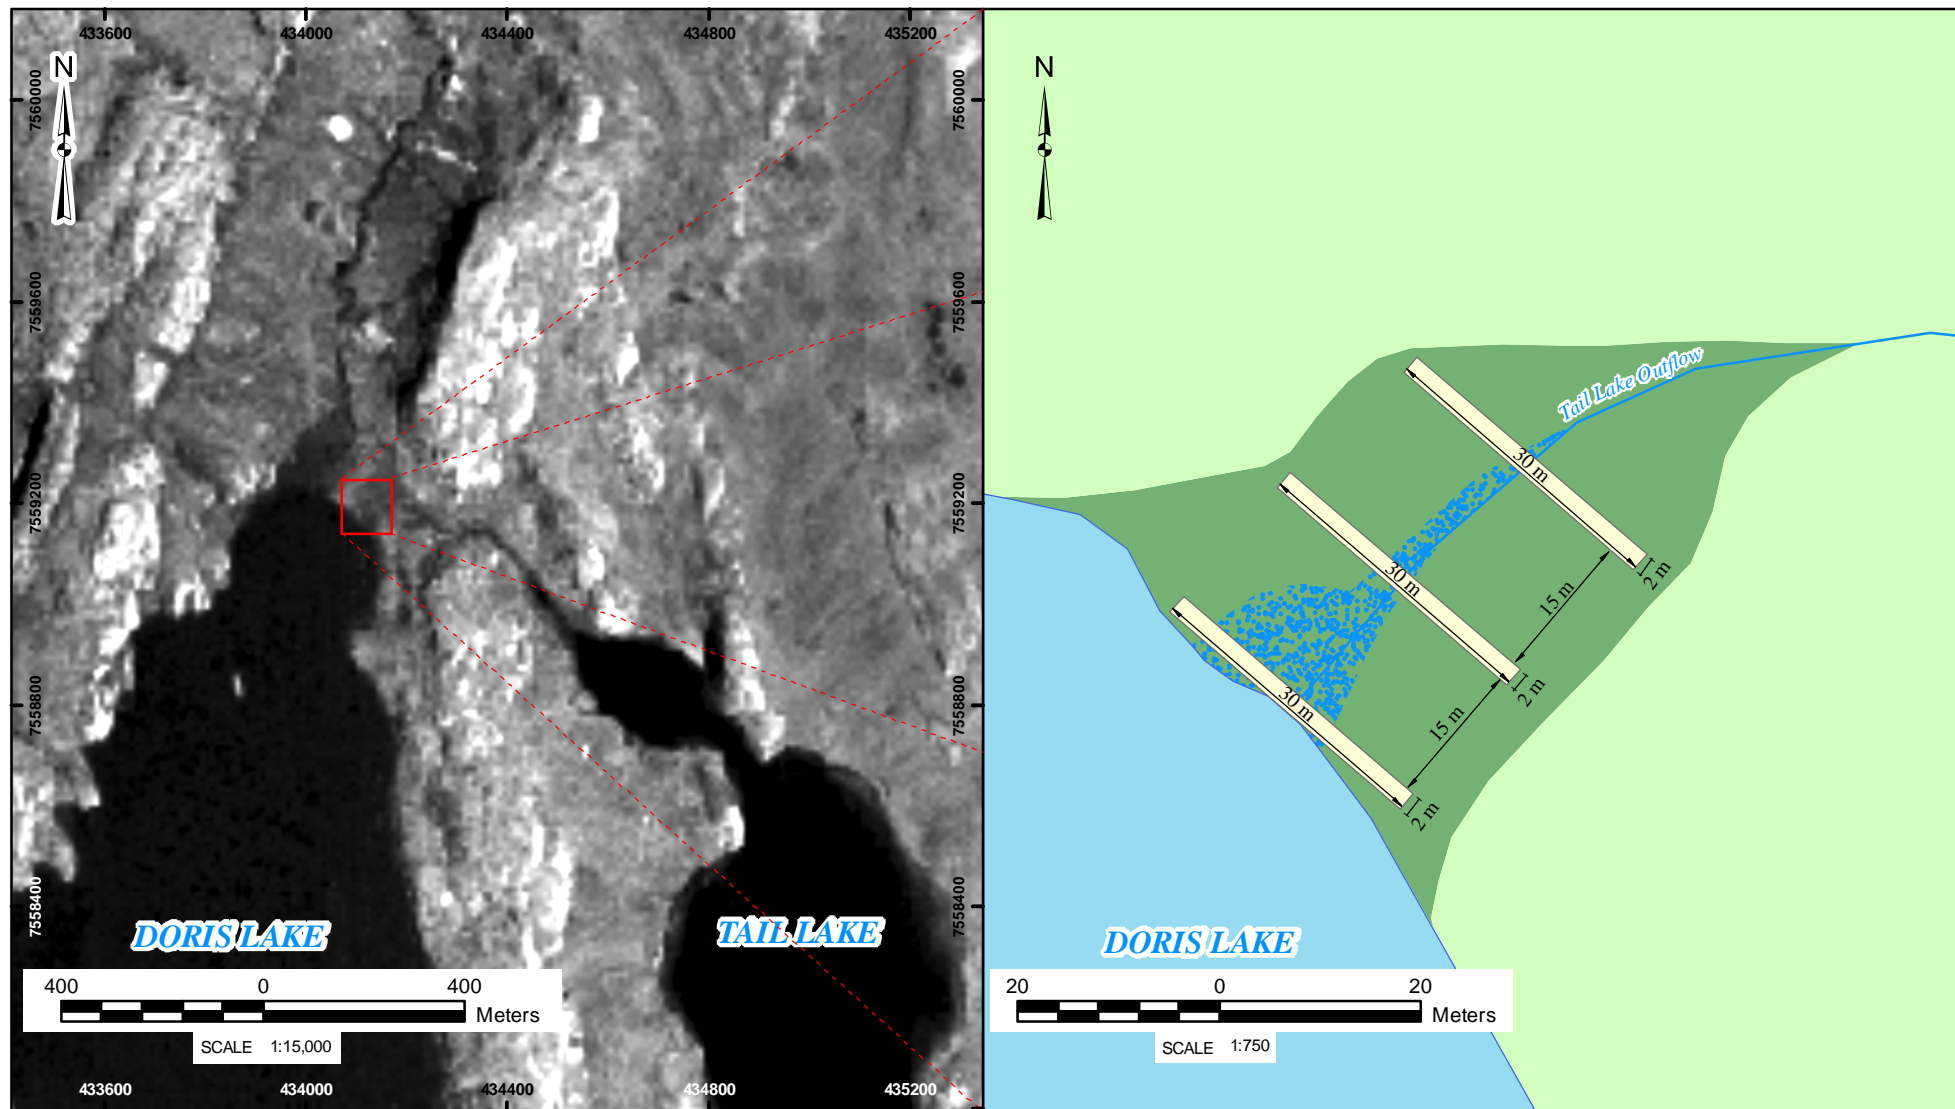 433600 434000 434400 434800 435200
N
7560000
7559600
7559200
7558800
7558400
7560000
7559600
7559200
7558800
7558400
DORIS LAKE
TAIL LAKE
400 0 400
Meters
SCALE 1:15,000
433600 434000 434400 434800 435200
N
Tail Lake Outflow
30 m
2 m
15 m
30 m
2 m
15 m
30 m
2 m
DORIS LAKE
20 0 20
Meters
SCALE 1:750